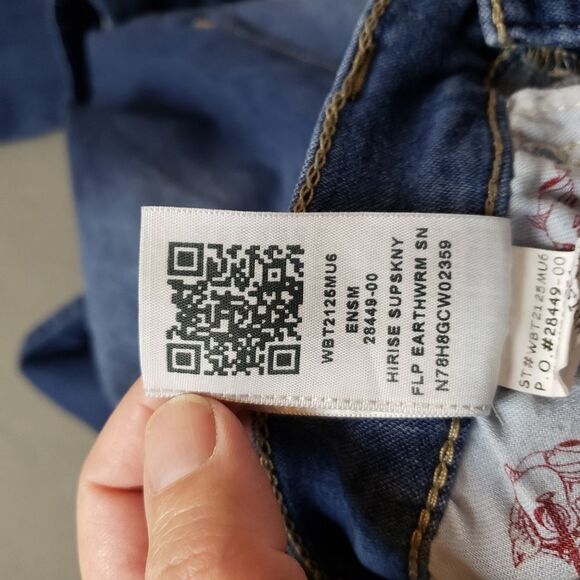 WBT2125MU6
ENSM
28449-00
HIRISE SUPSKNY
FLP EARTHWRM SN
N78H8GCW02359
ST#WBT2125MU6
P.O.#28449-00